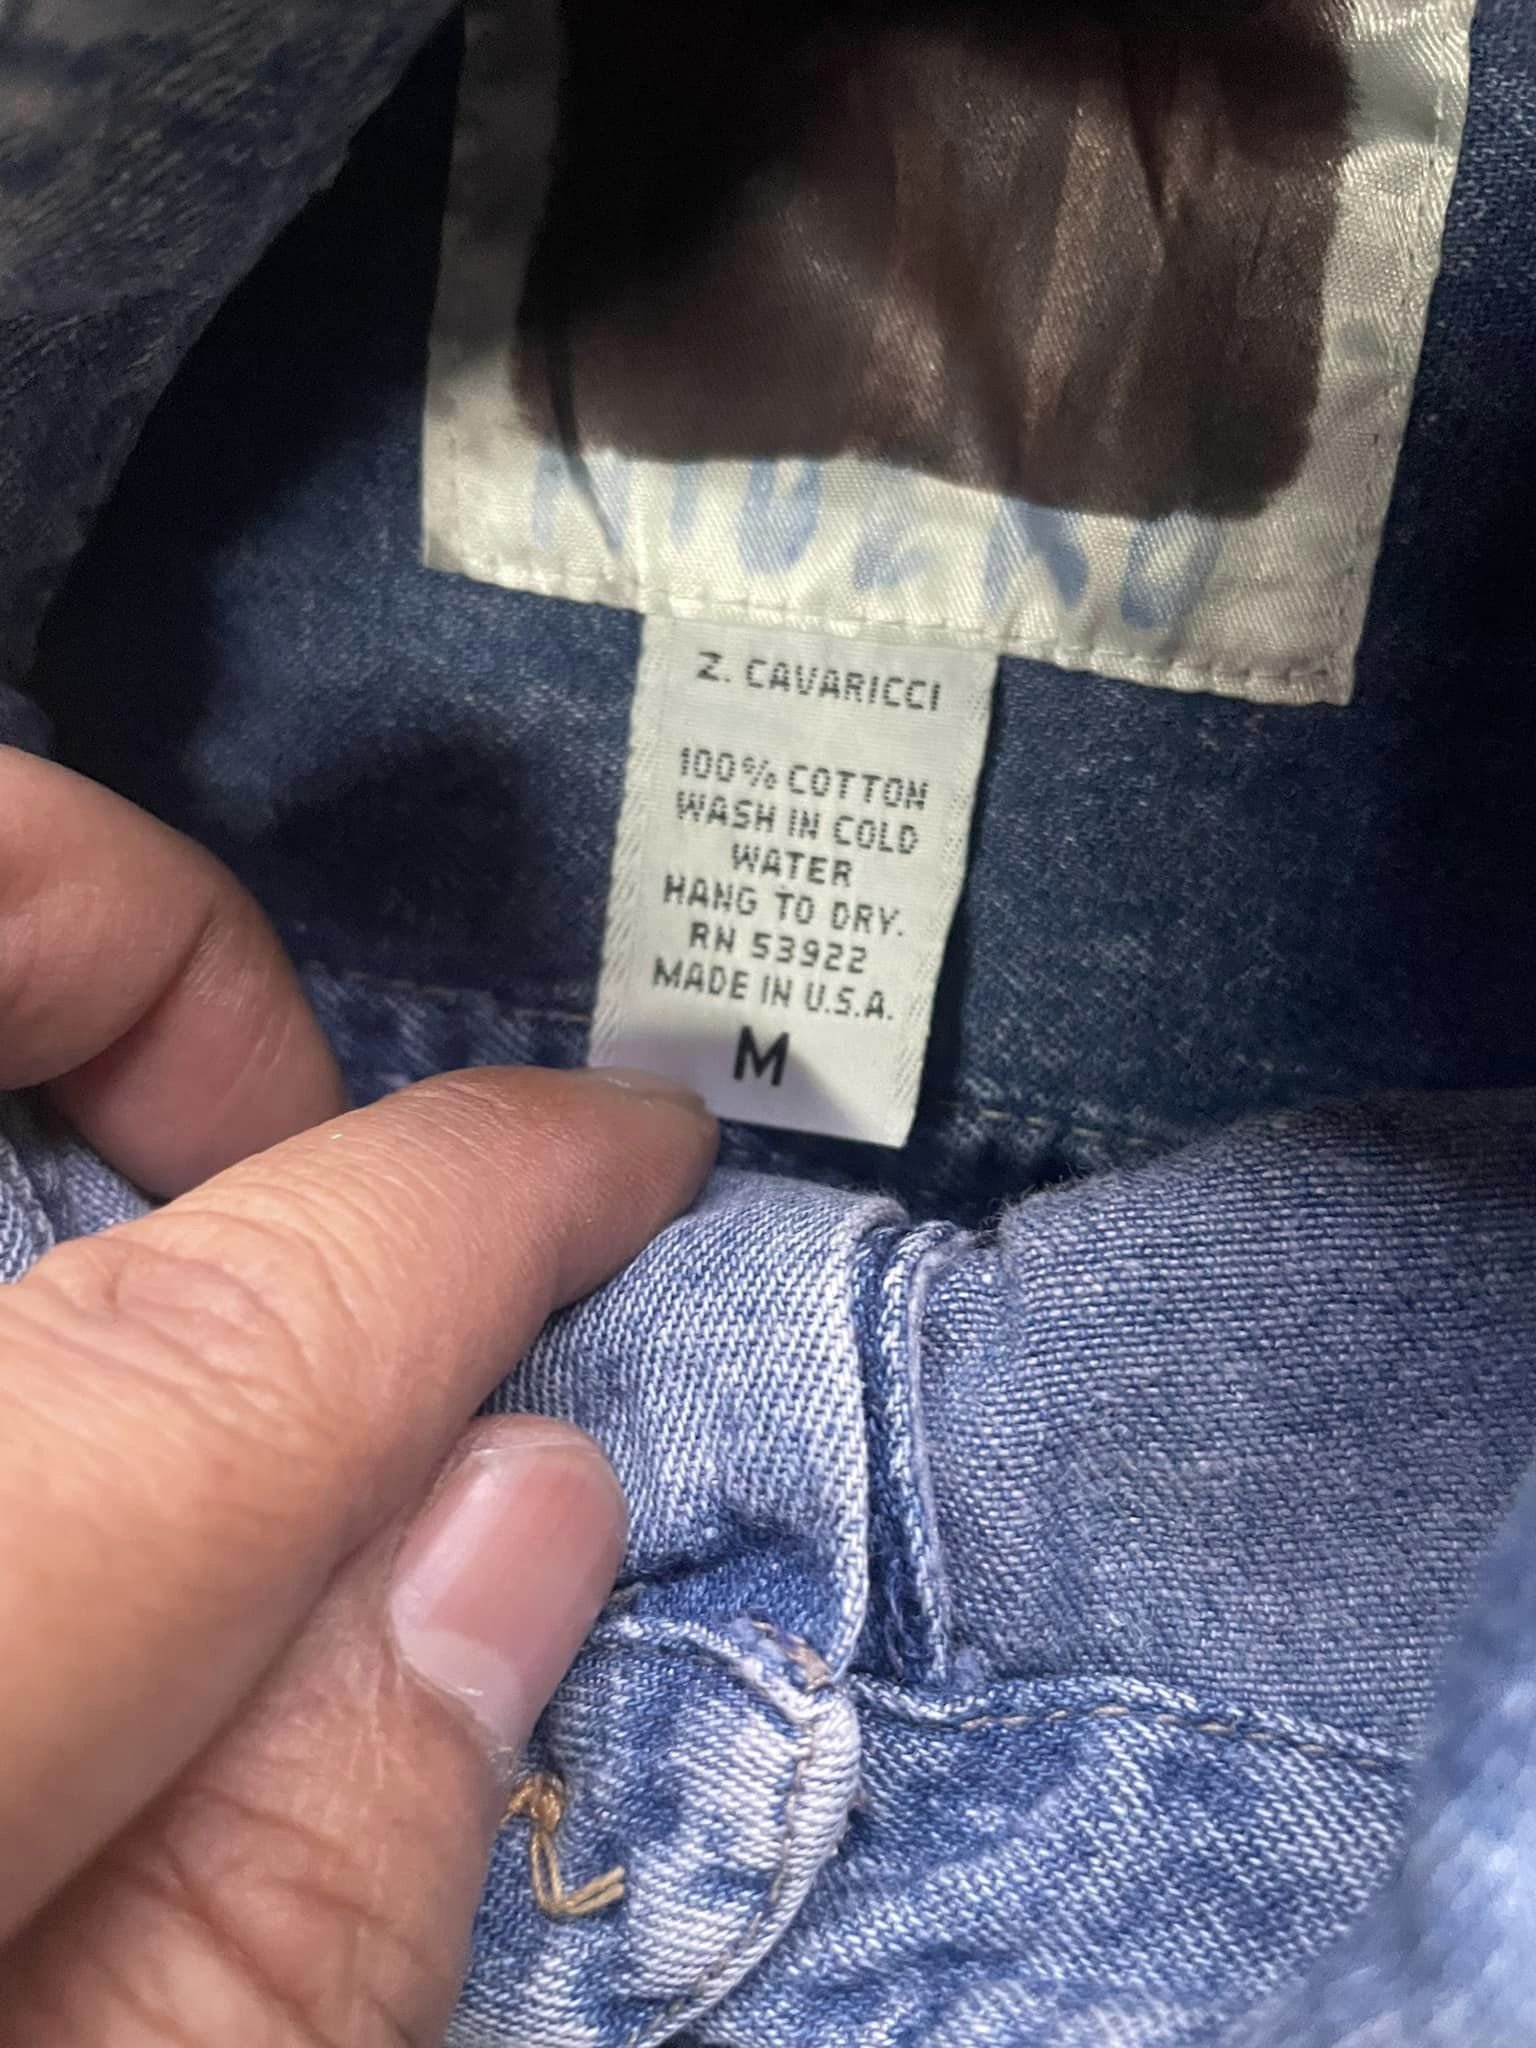 Z. CAVARICCI
100% COTTON
WASH IN COLD
WATER
HANG TO DRY.
RN 53922
MADE IN U.S.A.
M